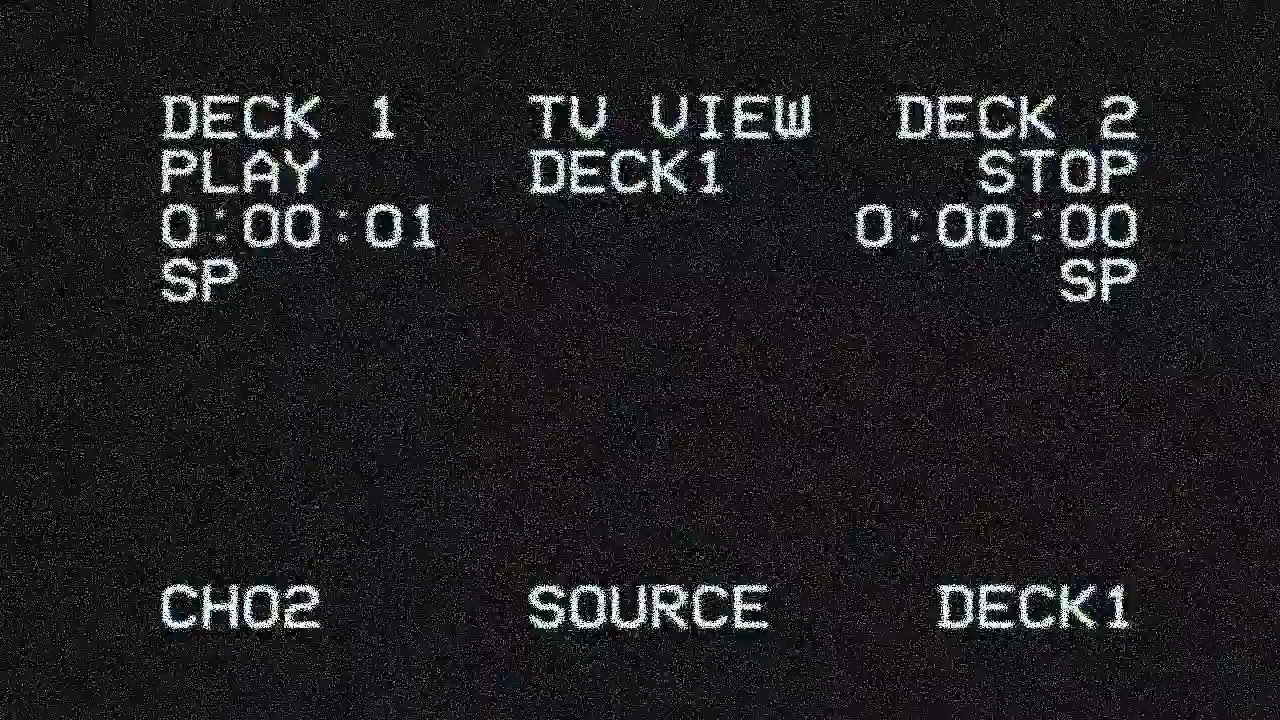 DECK 1 TV VIEW DECK 2
PLAY DECK1 STOP
0:00:01 0:00:00
SP SP
CH02 SOURCE DECK1